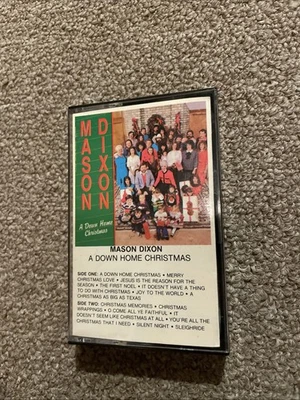 MASON
DIXON
A Down Home
Christmas
MASON DIXON
A DOWN HOME CHRISTMAS
SIDE ONE: A DOWN HOME CHRISTMAS • MERRY
CHRISTMAS LOVE • JESUS IS THE REASON FOR THE
SEASON • THE FIRST NOEL • IT DOESN'T HAVE A THING
TO DO WITH CHRISTMAS • JOY TO THE WORLD • A
CHRISTMAS AS BIG AS TEXAS
SIDE TWO: CHRISTMAS MEMORIES • CHRISTMAS
WRAPPINGS • O COME ALL YE FAITHFUL • IT
DOESN'T SEEM LIKE CHRISTMAS AT ALL • YOU'RE ALL THE
CHRISTMAS THAT I NEED • SILENT NIGHT • SLEIGHRIDE